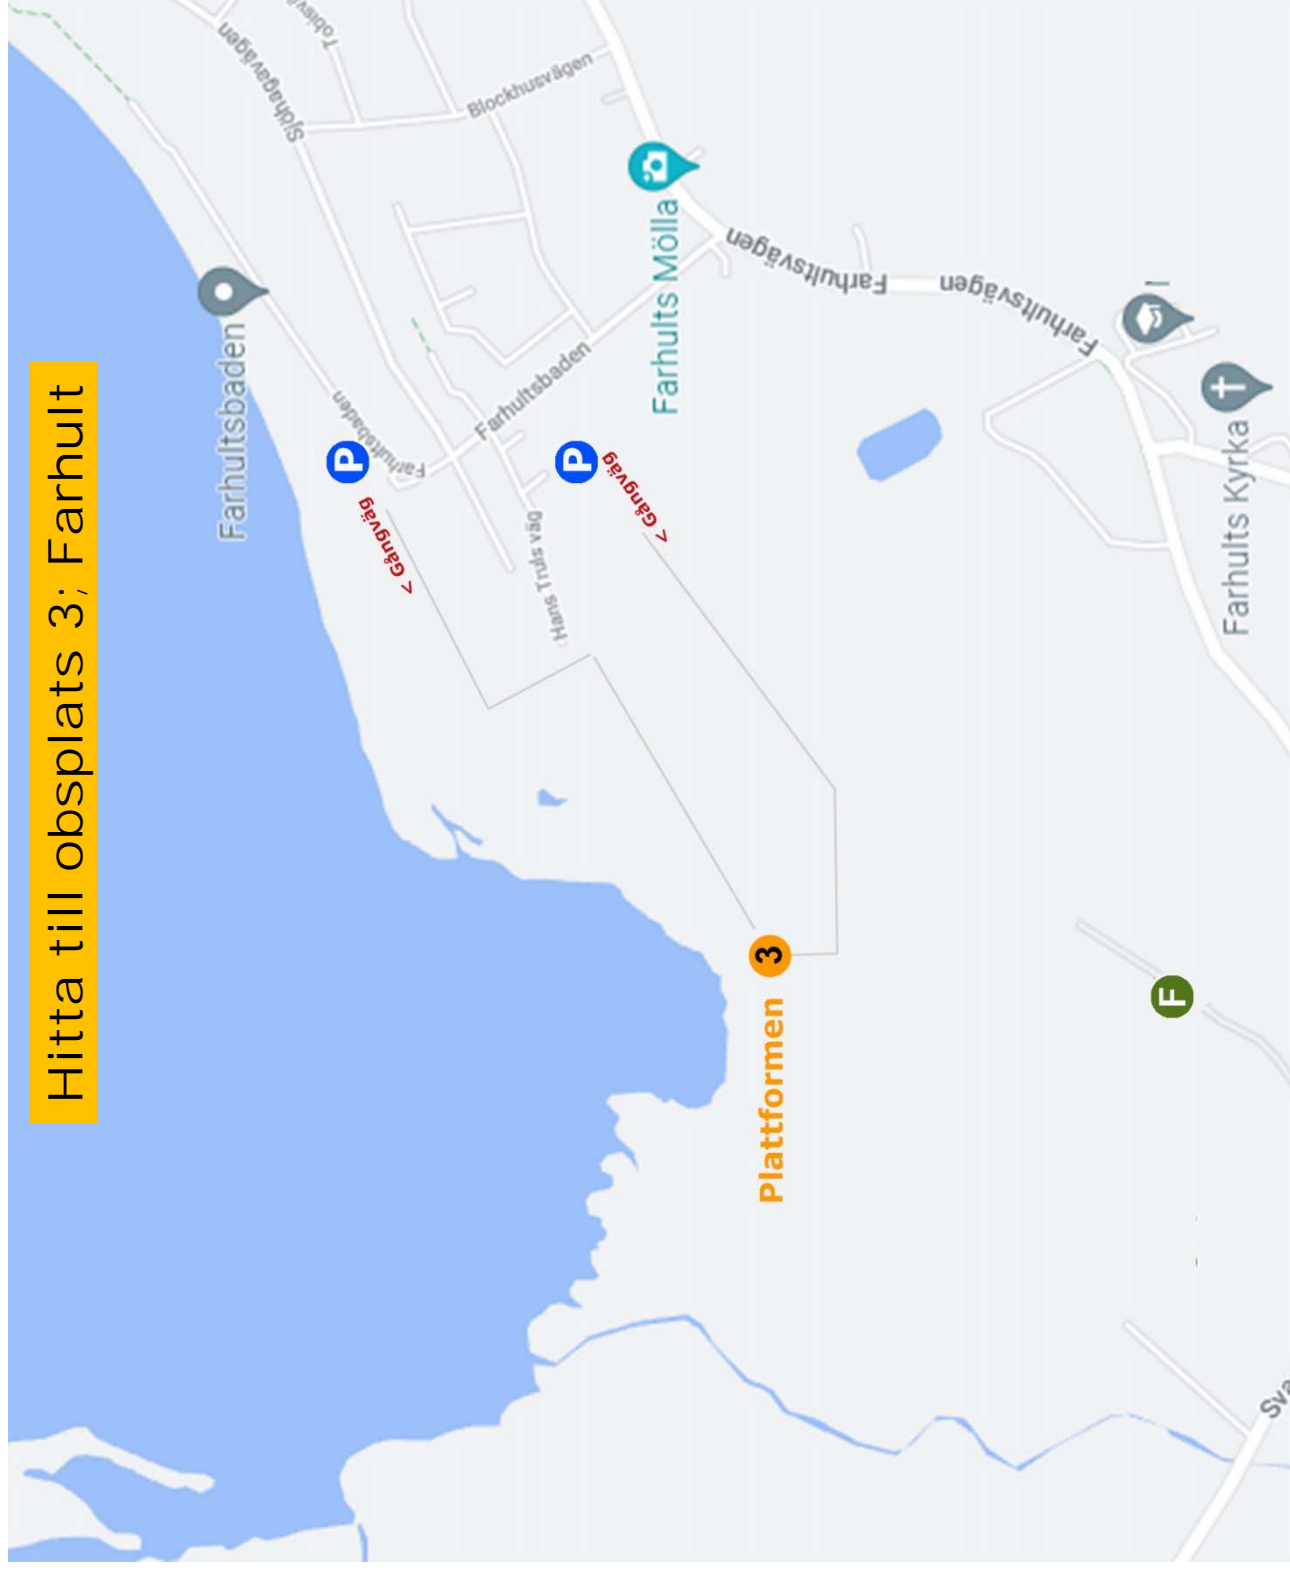 Hitta till obsplats 3; Farhult
Farhultsbaden
Sjöhagavägen
Blockhusvägen
Farhults Mölla
Farhultsvägen
Farhultsvägen
Farhultsbaden
Farhultsbaden
P
< Gångväg
P
< Gångväg
Hans Truls väg
Farhults Kyrka
Plattformen 3
F